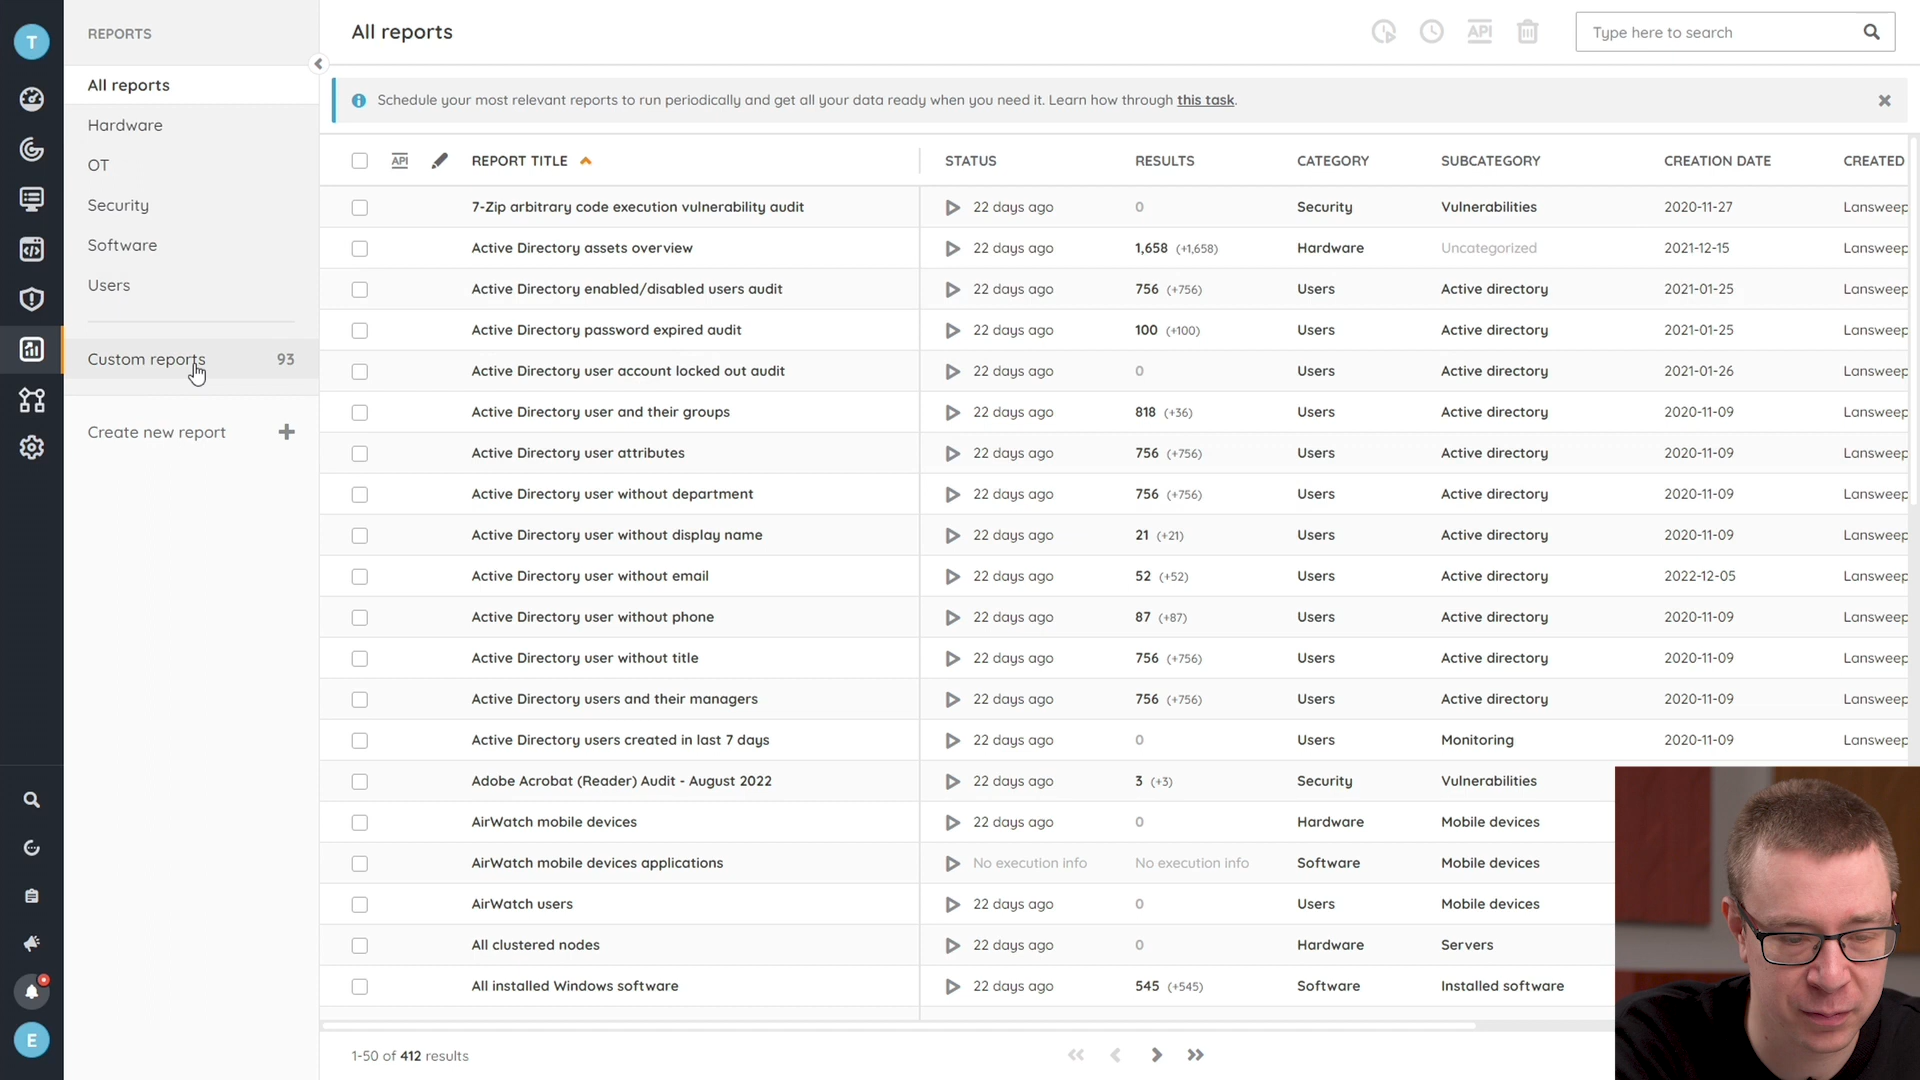 T
REPORTS
All reports
Hardware
OT
Security
Software
Users
Custom reports 93
Create new report
E
All reports
API
Type here to search
Schedule your most relevant reports to run periodically and get all your data ready when you need it. Learn how through this task.
API REPORT TITLE STATUS RESULTS CATEGORY SUBCATEGORY CREATION DATE CREATED
7-Zip arbitrary code execution vulnerability audit 22 days ago 0 Security Vulnerabilities 2020-11-27 Lansweep
Active Directory assets overview 22 days ago 1,658 (+1,658) Hardware Uncategorized 2021-12-15 Lansweep
Active Directory enabled/disabled users audit 22 days ago 756 (+756) Users Active directory 2021-01-25 Lansweep
Active Directory password expired audit 22 days ago 100 (+100) Users Active directory 2021-01-25 Lansweep
Active Directory user account locked out audit 22 days ago 0 Users Active directory 2021-01-26 Lansweep
Active Directory user and their groups 22 days ago 818 (+36) Users Active directory 2020-11-09 Lansweep
Active Directory user attributes 22 days ago 756 (+756) Users Active directory 2020-11-09 Lansweep
Active Directory user without department 22 days ago 756 (+756) Users Active directory 2020-11-09 Lansweep
Active Directory user without display name 22 days ago 21 (+21) Users Active directory 2020-11-09 Lansweep
Active Directory user without email 22 days ago 52 (+52) Users Active directory 2022-12-05 Lansweep
Active Directory user without phone 22 days ago 87 (+87) Users Active directory 2020-11-09 Lansweep
Active Directory user without title 22 days ago 756 (+756) Users Active directory 2020-11-09 Lansweep
Active Directory users and their managers 22 days ago 756 (+756) Users Active directory 2020-11-09 Lansweep
Active Directory users created in last 7 days 22 days ago 0 Users Monitoring 2020-11-09 Lansweep
Adobe Acrobat (Reader) Audit - August 2022 22 days ago 3 (+3) Security Vulnerabilities
AirWatch mobile devices 22 days ago 0 Hardware Mobile devices
AirWatch mobile devices applications No execution info No execution info Software Mobile devices
AirWatch users 22 days ago 0 Users Mobile devices
All clustered nodes 22 days ago 0 Hardware Servers
All installed Windows software 22 days ago 545 (+545) Software Installed software
1-50 of 412 results